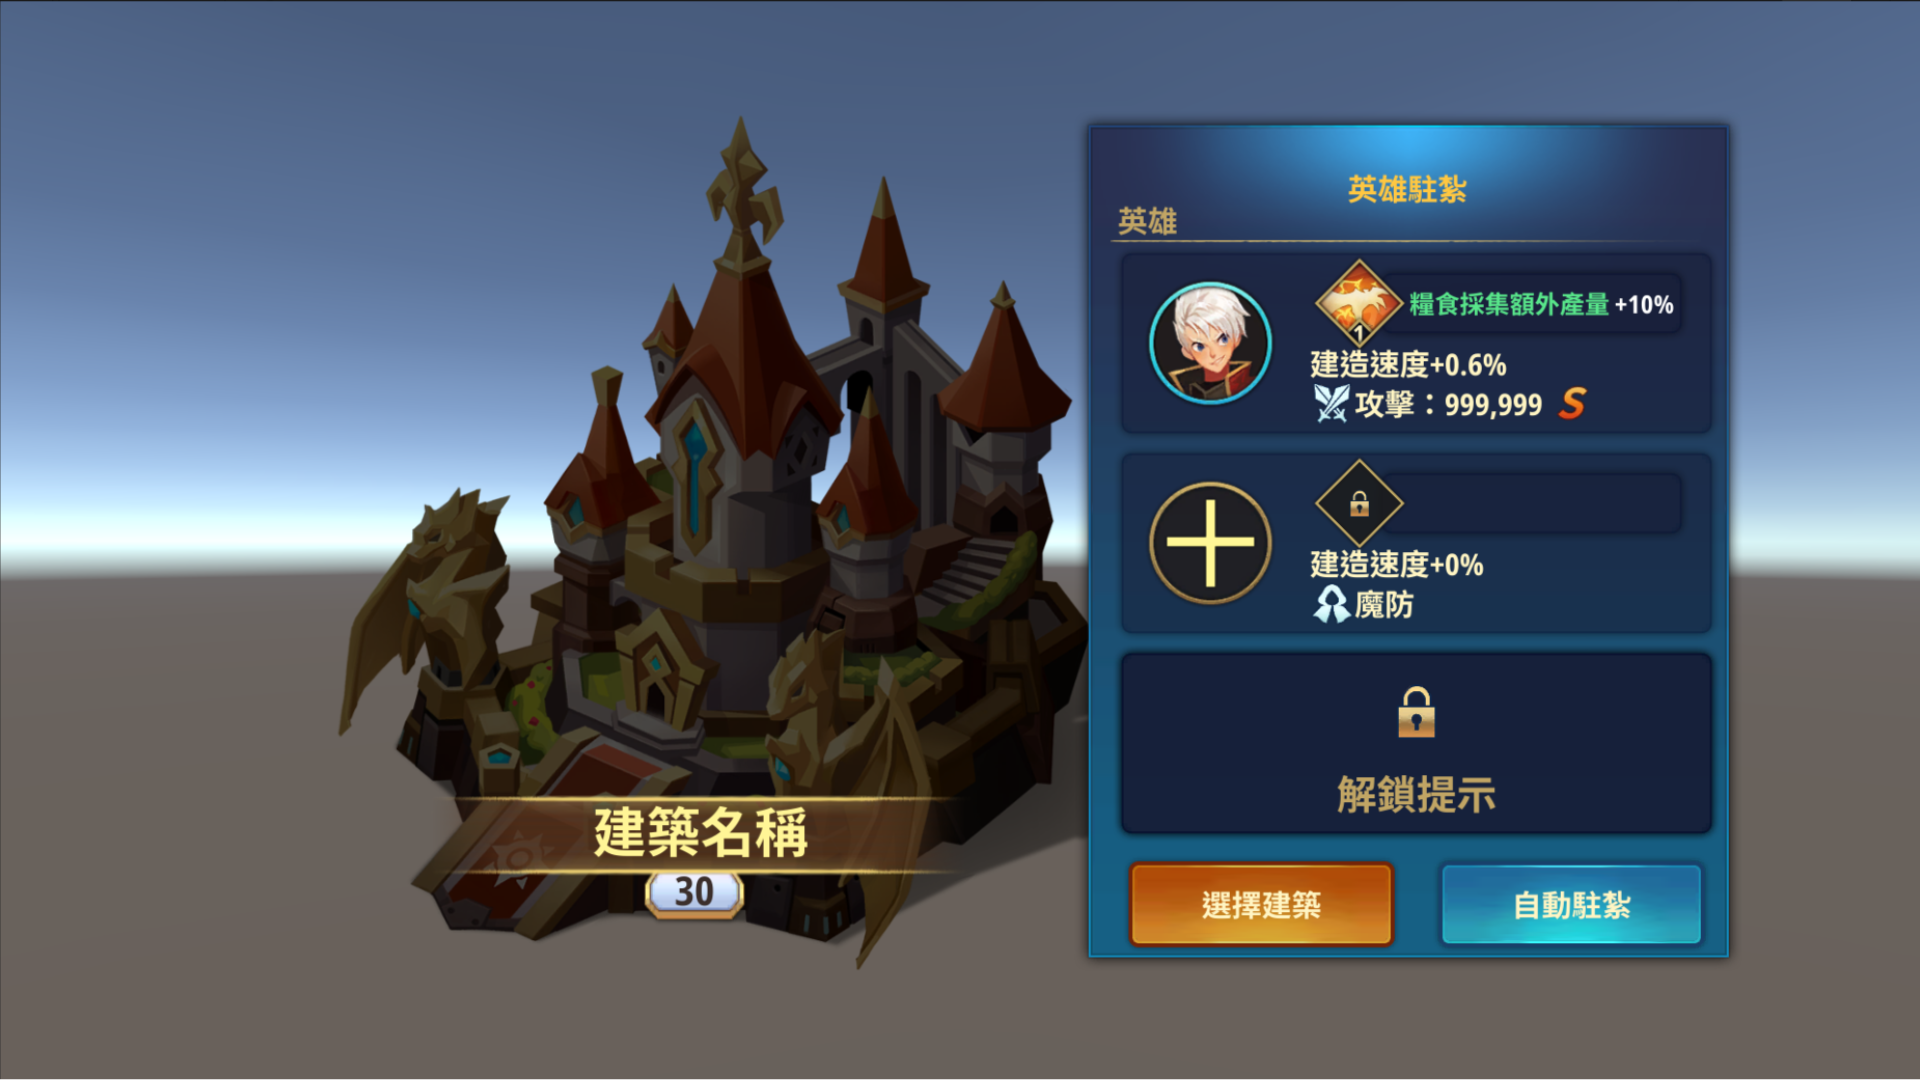 英雄駐紮
英雄
糧食採集額外產量 +10%
1
建造速度+0.6%
攻擊：999,999 S
建造速度+0%
魔防
解鎖提示
選擇建築
自動駐紮
建築名稱
30